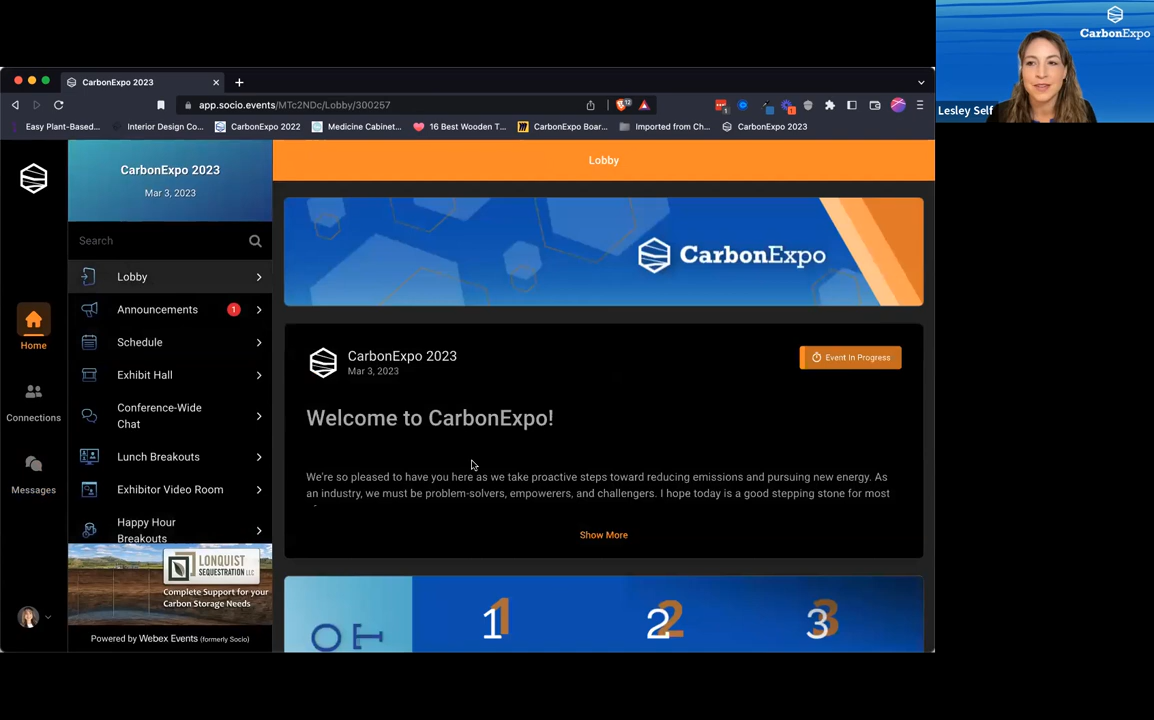 CarbonExpo
Lesley Self
CarbonExpo 2023
app.socio.events/MTc2NDc/Lobby/300257
Easy Plant-Based...
Interior Design Co...
CarbonExpo 2022
Medicine Cabinet...
16 Best Wooden T...
CarbonExpo Boar...
Imported from Ch...
CarbonExpo 2023
CarbonExpo 2023
Mar 3, 2023
Search
Lobby
Announcements 1
Schedule
Exhibit Hall
Conference-Wide
Chat
Lunch Breakouts
Exhibitor Video Room
Happy Hour
Breakouts
Home
Connections
Messages
LONQUIST
SEQUESTRATION LLC
Complete Support for your
Carbon Storage Needs
Powered by Webex Events (formerly Socio)
Lobby
CarbonExpo
CarbonExpo 2023
Mar 3, 2023
Event In Progress
Welcome to CarbonExpo!
We're so pleased to have you here as we take proactive steps toward reducing emissions and pursuing new energy. As
an industry, we must be problem-solvers, empowerers, and challengers. I hope today is a good stepping stone for most
Show More
1 2 3